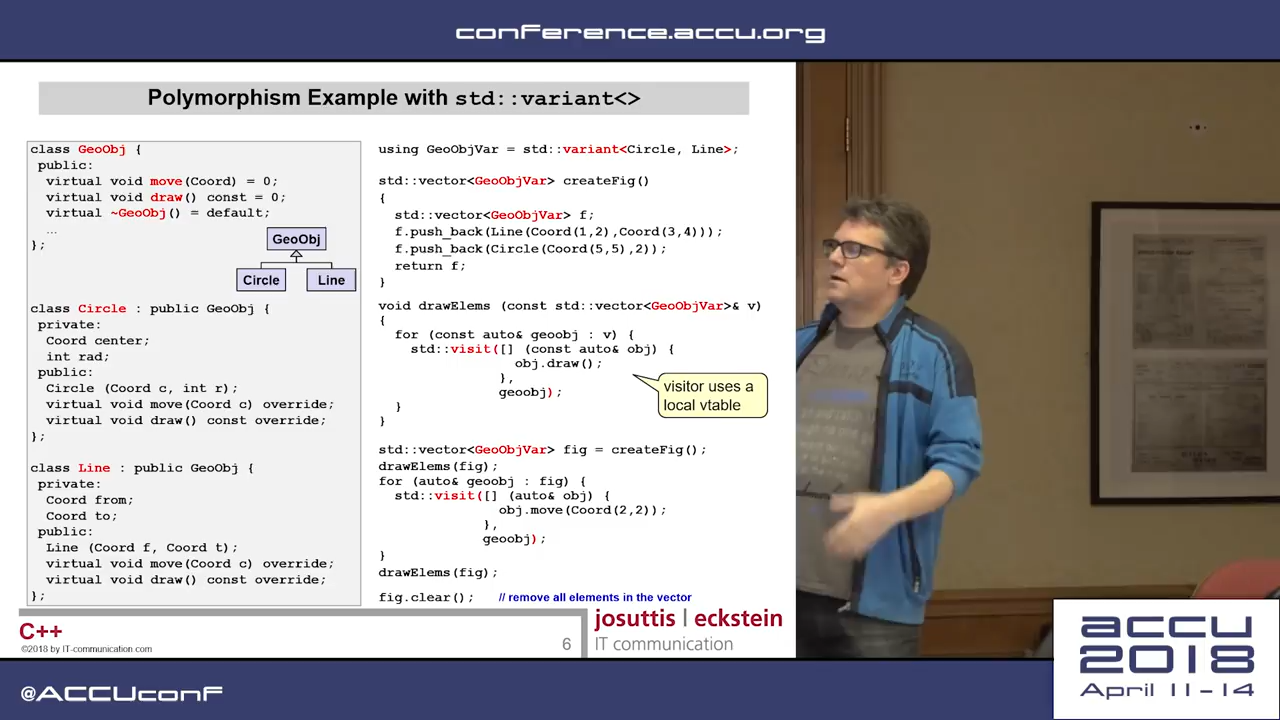 conference.accu.org
Polymorphism Example with std::variant<>
class GeoObj {
public:
virtual void move(Coord) = 0;
virtual void draw() const = 0;
virtual ~GeoObj() = default;
...
};
GeoObj
Circle
Line
class Circle : public GeoObj {
private:
Coord center;
int rad;
public:
Circle (Coord c, int r);
virtual void move(Coord c) override;
virtual void draw() const override;
};
class Line : public GeoObj {
private:
Coord from;
Coord to;
public:
Line (Coord f, Coord t);
virtual void move(Coord c) override;
virtual void draw() const override;
};
using GeoObjVar = std::variant<Circle, Line>;
std::vector<GeoObjVar> createFig()
{
std::vector<GeoObjVar> f;
f.push_back(Line(Coord(1,2),Coord(3,4)));
f.push_back(Circle(Coord(5,5),2));
return f;
}
void drawElems (const std::vector<GeoObjVar>& v)
{
for (const auto& geoobj : v) {
std::visit([] (const auto& obj) {
obj.draw();
},
geoobj);
}
}
visitor uses a
local vtable
std::vector<GeoObjVar> fig = createFig();
drawElems(fig);
for (auto& geoobj : fig) {
std::visit([] (auto& obj) {
obj.move(Coord(2,2));
},
geoobj);
}
drawElems(fig);
fig.clear(); // remove all elements in the vector
C++
©2018 by IT-communication.com
6
josuttis | eckstein
IT communication
accu
2018
April 11-14
@ACCUconf